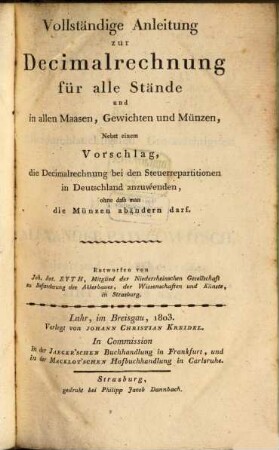 Vollständige Anleitung
zur
Decimalrechnung
für alle Stände
und
in allen Maasen, Gewichten und Münzen,
Nebst einem
Vorschlag,
die Decimalrechnung bei den Steuerrepartitionen
in Deutschland anzuwenden,
ohne daſs man
die Münzen abändern darf.
Entworfen von
Joh. Jac. ZYTH, Mitglied der Niederrheinischen Gesellschaft
zu Beförderung des Ackerbaues, der Wissenschaften und Künste,
in Strasburg.
Lahr, im Breisgau, 1803.
Verlegt von JOHANN CHRISTIAN KREIDEL.
In Commission
In der JAEGER'SCHEN Buchhandlung in Frankfurt, und
in der MACKLOT'SCHEN Hofbuchhandlung in Carlsruhe.
Strasburg,
gedrukt bei Philipp Jacob Dannbach.